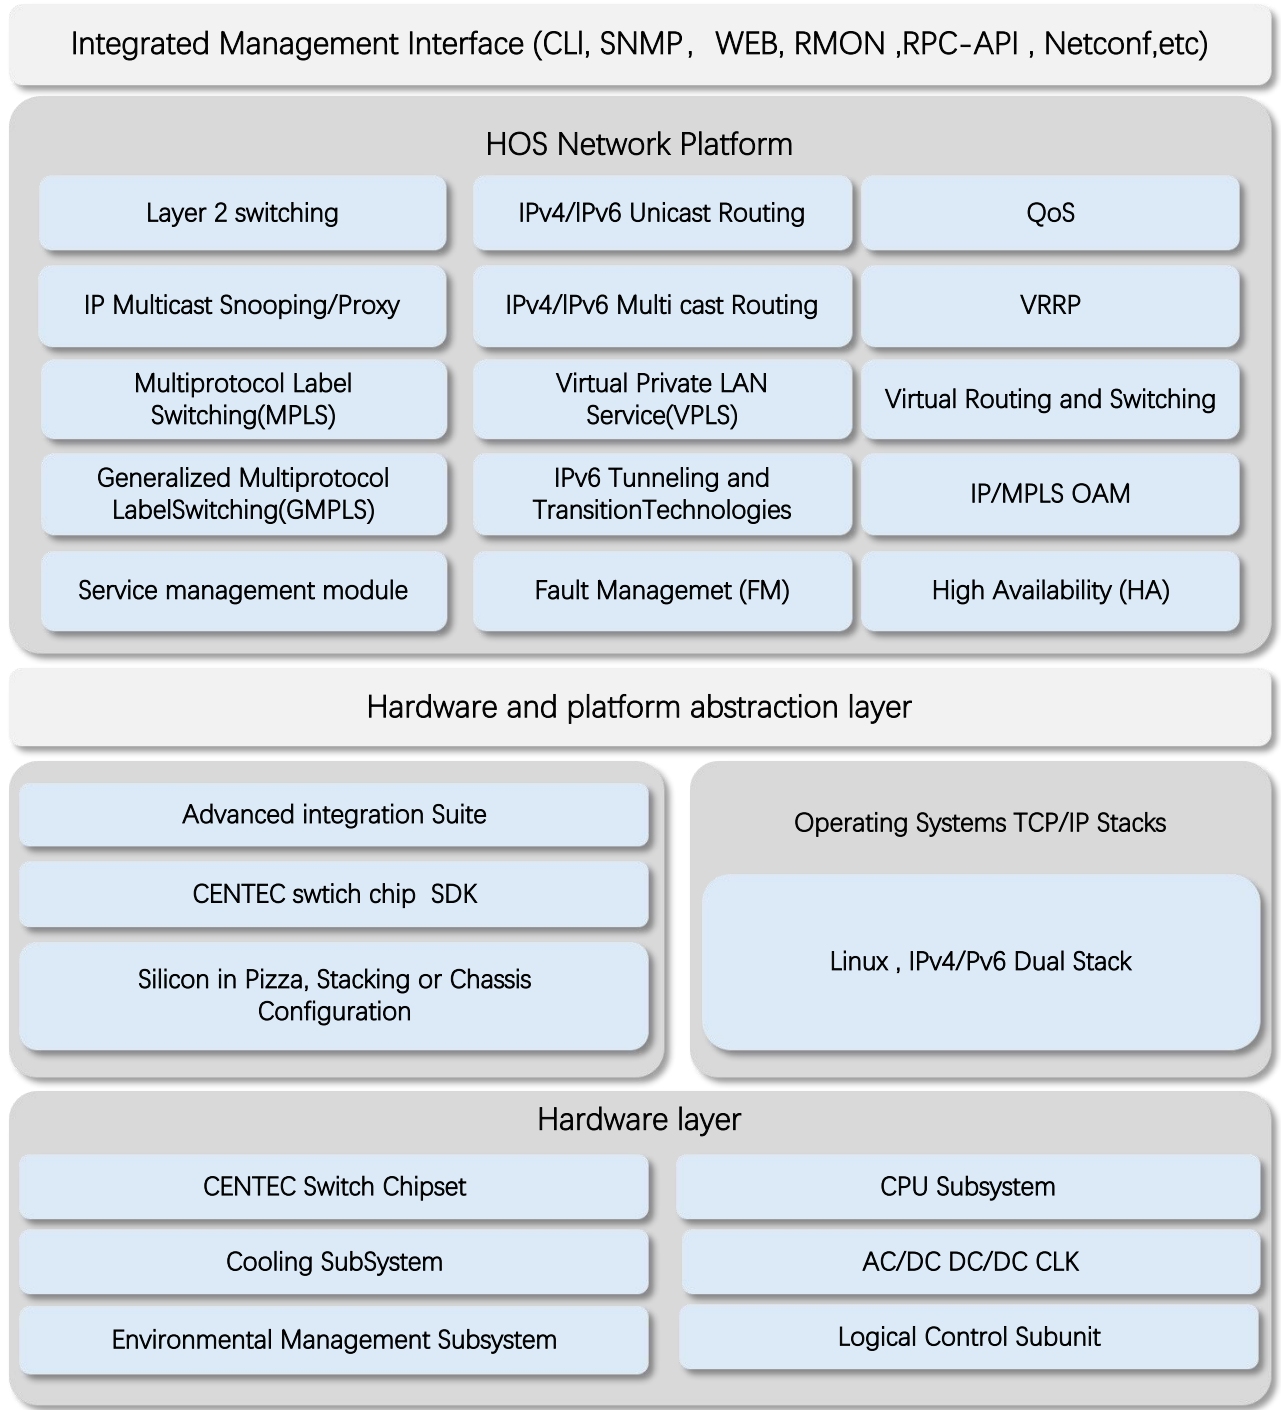 Integrated Management Interface (CLI, SNMP， WEB, RMON ,RPC-API , Netconf,etc)
HOS Network Platform
Layer 2 switching
IPv4/IPv6 Unicast Routing
QoS
IP Multicast Snooping/Proxy
IPv4/IPv6 Multi cast Routing
VRRP
Multiprotocol Label
Switching(MPLS)
Virtual Private LAN
Service(VPLS)
Virtual Routing and Switching
Generalized Multiprotocol
LabelSwitching(GMPLS)
IPv6 Tunneling and
TransitionTechnologies
IP/MPLS OAM
Service management module
Fault Managemet (FM)
High Availability (HA)
Hardware and platform abstraction layer
Advanced integration Suite
CENTEC swtich chip  SDK
Silicon in Pizza, Stacking or Chassis
Configuration
Operating Systems TCP/IP Stacks
Linux , IPv4/Pv6 Dual Stack
Hardware layer
CENTEC Switch Chipset
CPU Subsystem
Cooling SubSystem
AC/DC DC/DC CLK
Environmental Management Subsystem
Logical Control Subunit